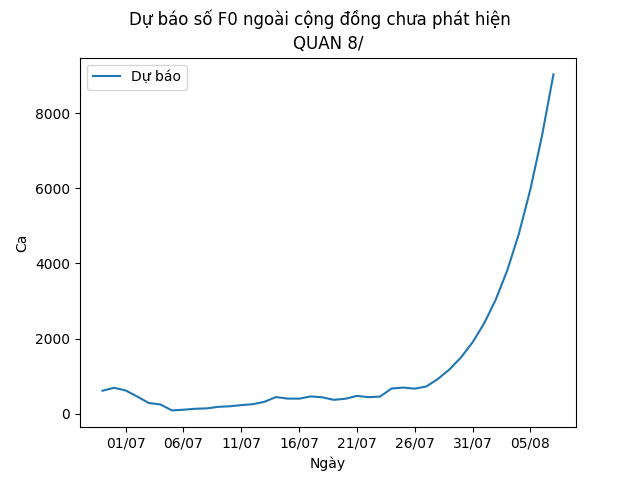 Dự báo số F0 ngoài cộng đồng chưa phát hiện
QUAN 8/
Dự báo
8000
6000
4000
2000
0
Ca
01/07 06/07 11/07 16/07 21/07 26/07 31/07 05/08
Ngày